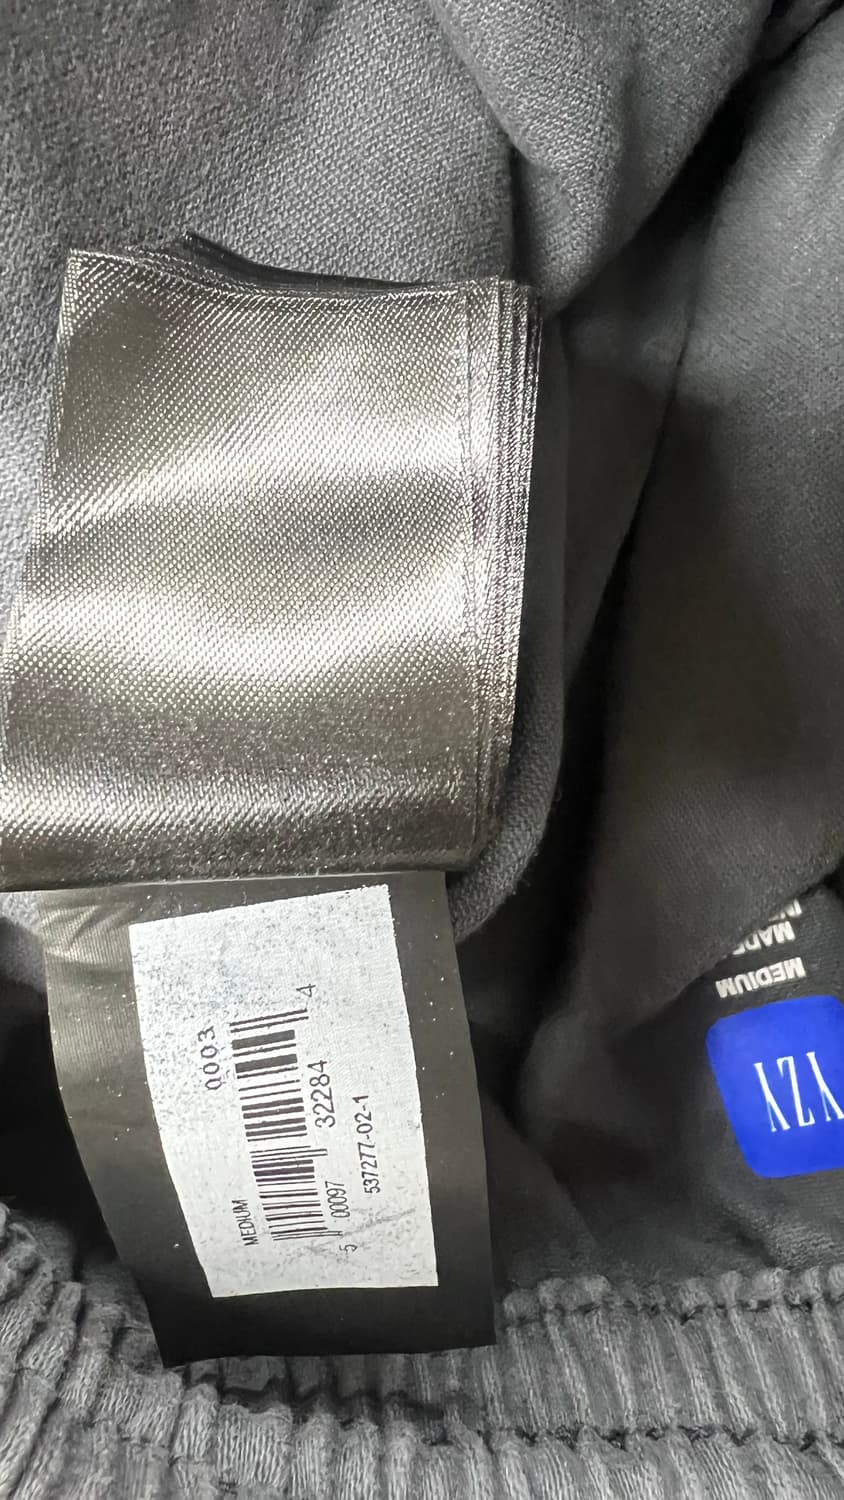 MEDIUM
0003
5 00097 32284 4
537277-02-1
YZY
MEDIUM